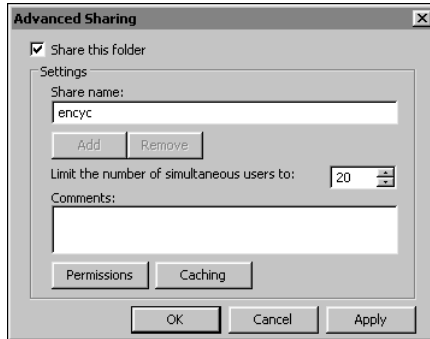 Advanced Sharing
Share this folder
Settings
Share name:
encyc
Add Remove
Limit the number of simultaneous users to: 20
Comments:
Permissions Caching
OK Cancel Apply